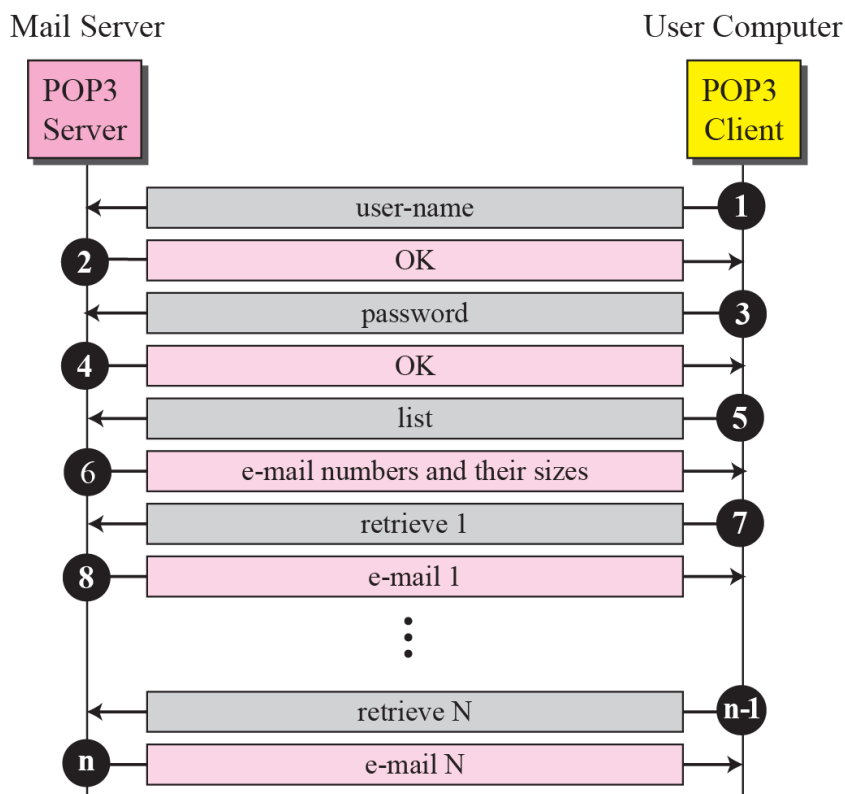 Mail Server
User Computer
POP3
Server
POP3
Client
user-name
1
2
OK
password
3
4
OK
list
5
6
e-mail numbers and their sizes
retrieve 1
7
8
e-mail 1
retrieve N
n-1
n
e-mail N